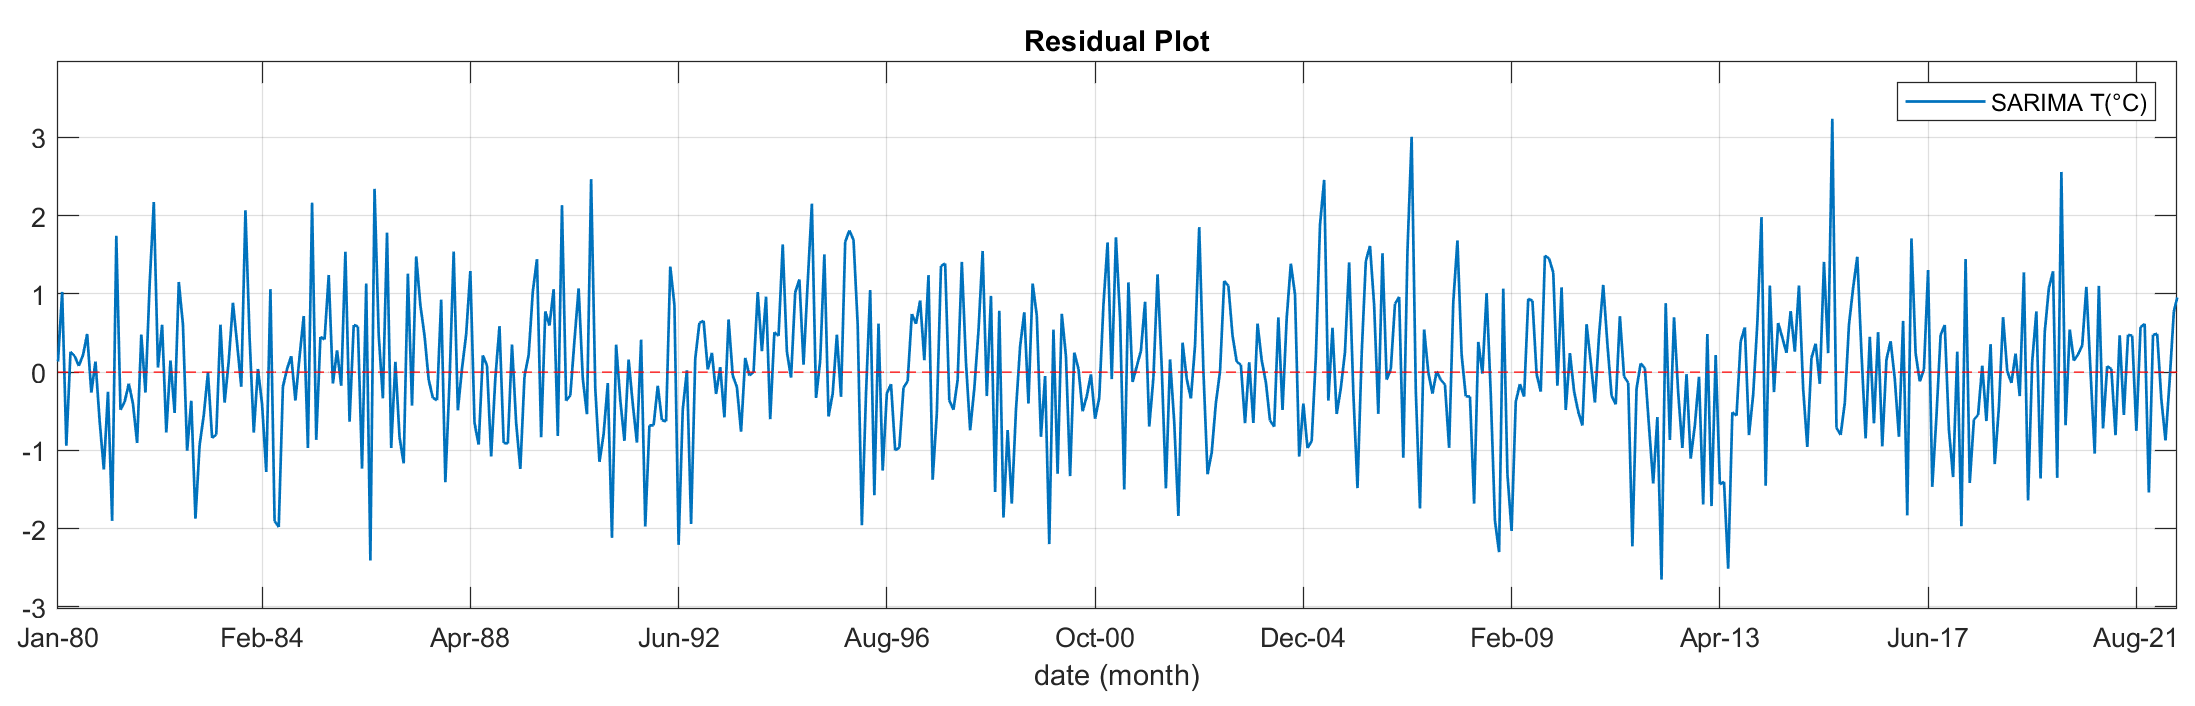 Residual Plot
SARIMA T(°C)
3
2
1
0
-1
-2
-3
Jan-80 Feb-84 Apr-88 Jun-92 Aug-96 Oct-00 Dec-04 Feb-09 Apr-13 Jun-17 Aug-21
date (month)